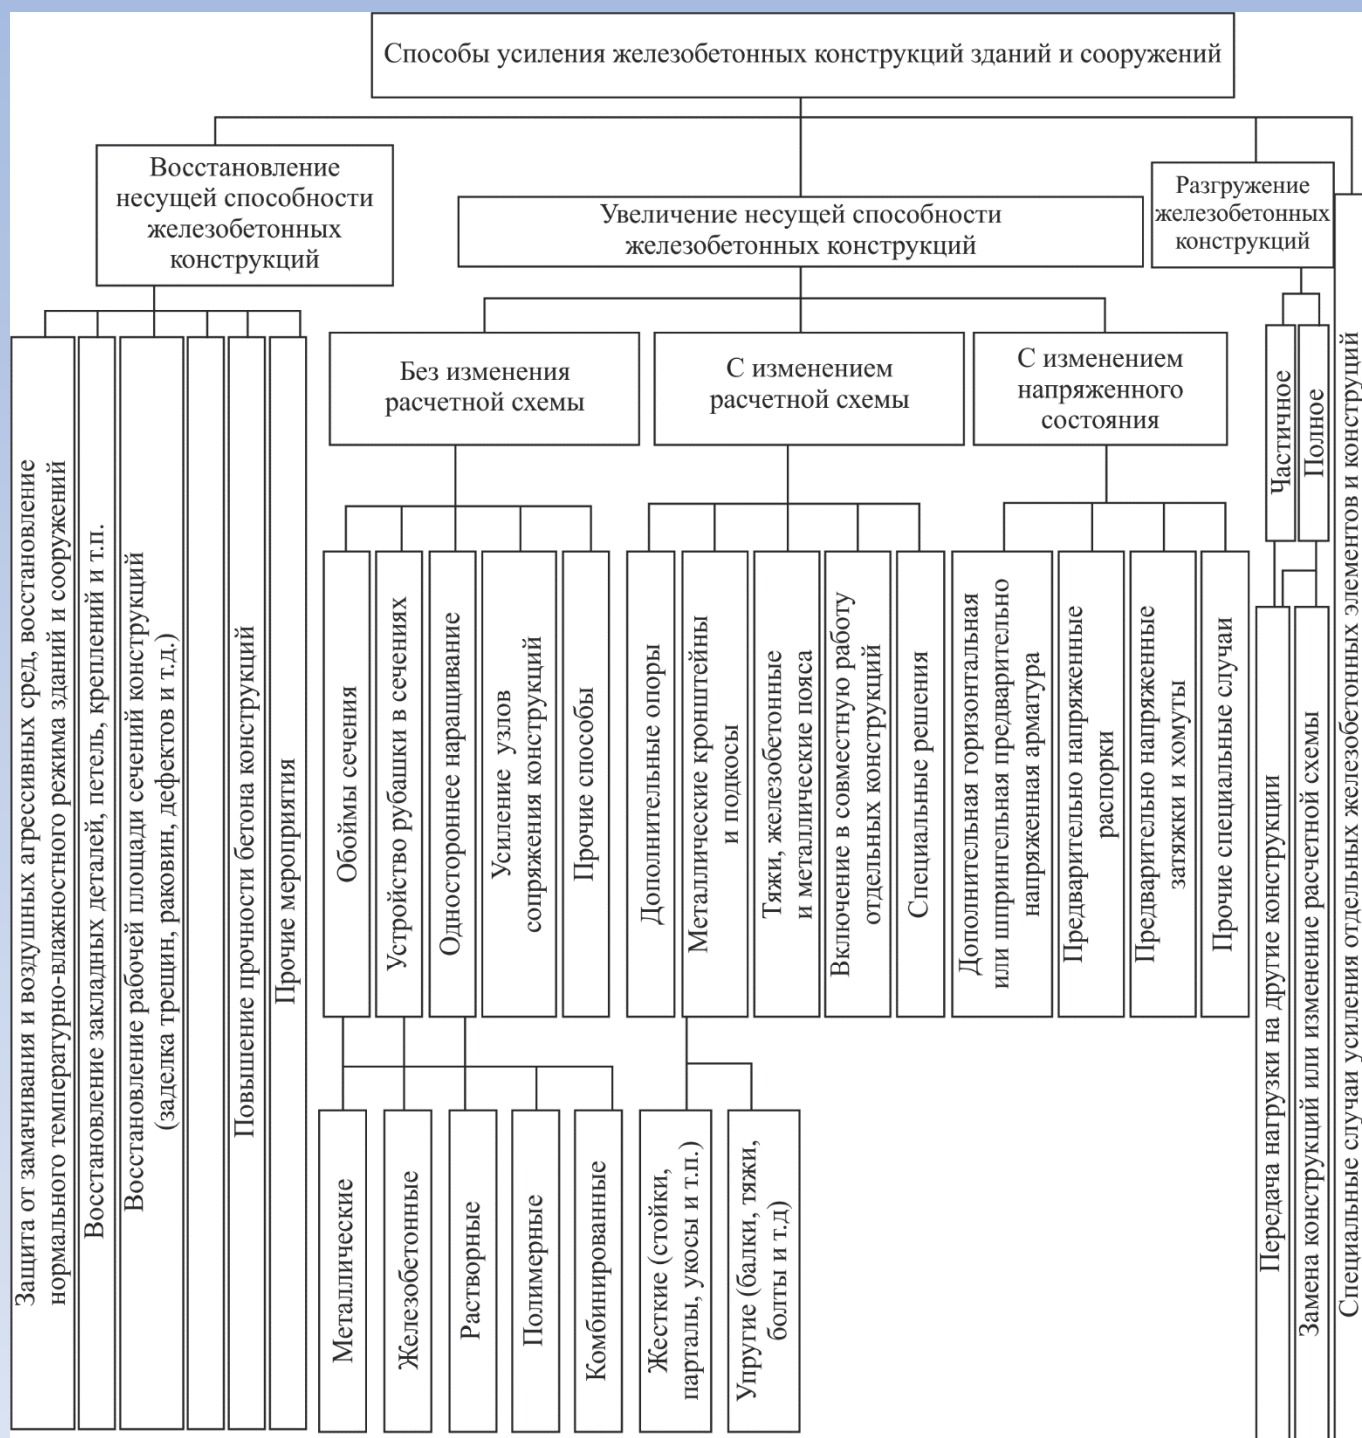 Способы усиления железобетонных конструкций зданий и сооружений
Восстановление
несущей способности
железобетонных
конструкций
Увеличение несущей способности
железобетонных конструкций
Разгружение
железобетонных
конструкций
Специальные случаи усиления отдельных железобетонных элементов и конструций
Защита от замачивания и воздушных агрессивных сред, восстановление
нормального температурно-влажностного режима зданий и сооружений
Восстановление закладных деталей, петель, креплений и т.п.
Восстановление рабочей площади сечений конструкций
(заделка трещин, раковин, дефектов и т.д.)
Повышение прочности бетона конструкций
Прочие мероприятия
Без изменения
расчетной схемы
С изменением
расчетной схемы
С изменением
напряженного
состояния
Частичное
Полное
Обоймы сечения
Устройство рубашки в сечениях
Одностороннее наращивание
Усиление узлов
сопряжения конструкций
Прочие способы
Дополнительные опоры
Металлические кронштейны
и подкосы
Тяжи, железобетонные
и металлические пояса
Включение в совместную работу
отдельных конструкций
Специальные решения
Дополнительная горизонтальная
или шпрингельная предварительно
напряженная арматура
Предварительно напряженные
распорки
Предварительно напряженные
затяжки и хомуты
Прочие специальные случаи
Передача нагрузки на другие конструкции
Замена конструкций или изменение расчетной схемы
Металлические
Железобетонные
Растворные
Полимерные
Комбинированные
Жесткие (стойки,
парталы, укосы и т.п.)
Упругие (балки, тяжи,
болты и т.д)